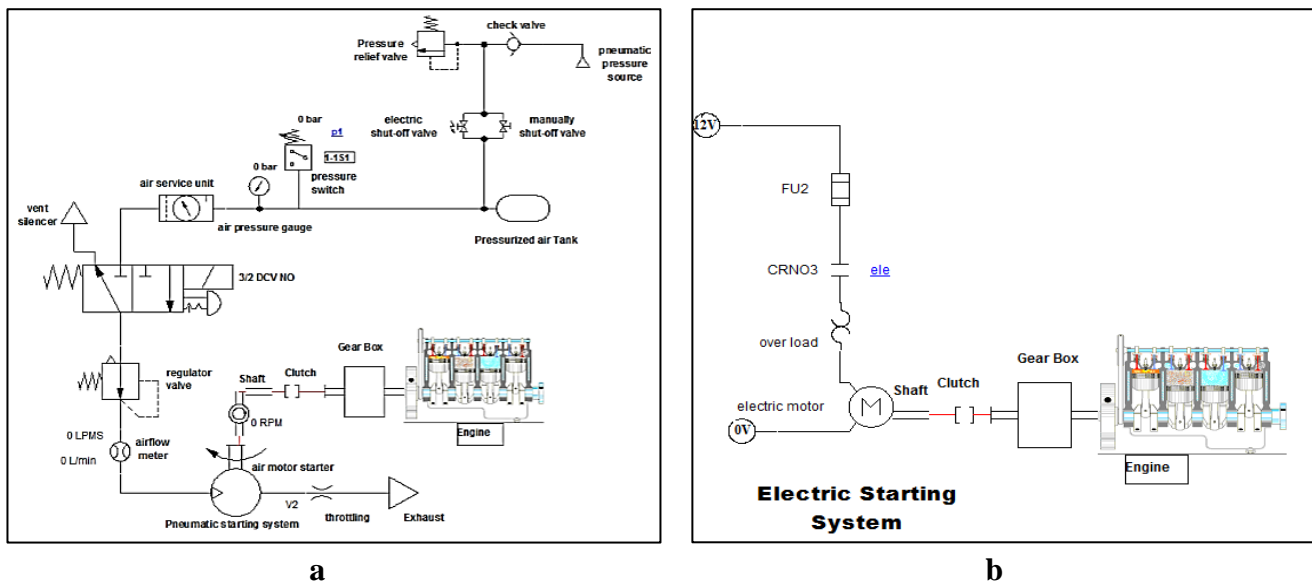 check valve
Pressure
relief valve
pneumatic
pressure
source
electric
shut-off valve
manually
shut-off valve
0 bar
p1
1-1S1
pressure
switch
0 bar
air service unit
vent
silencer
air pressure gauge
Pressurized air Tank
3/2 DCV NO
regulator
valve
Gear Box
Shaft
Clutch
0 RPM
Engine
0 LPMS
0 L/min
airflow
meter
air motor starter
V2
throttling
Exhaust
Pneumatic starting system
a
12V
FU2
CRNO3
ele
over load
electric motor
0V
M
Shaft
Clutch
Gear Box
Engine
Electric Starting
System
b